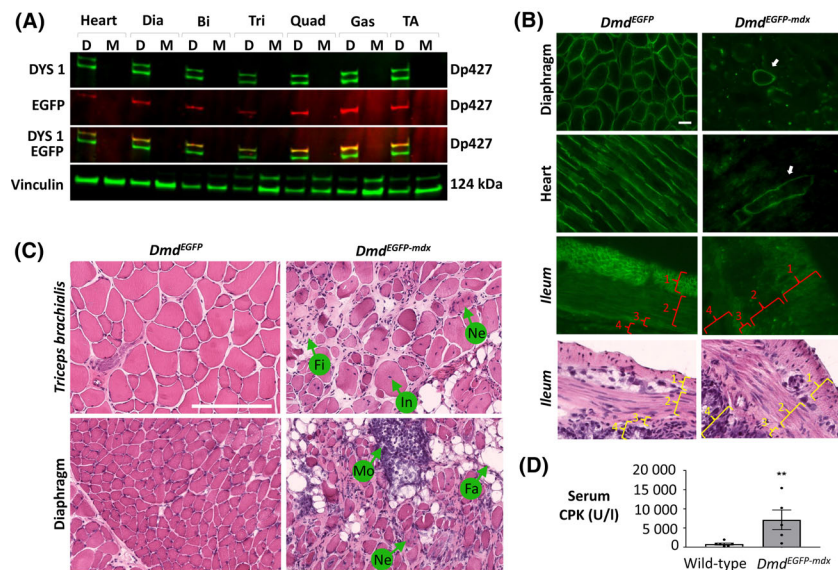 (A)
Heart Dia Bi Tri Quad Gas TA
D M D M D M D M D M D M D M
DYS 1 Dp427
EGFP Dp427
DYS 1
EGFP Dp427
Vinculin 124 kDa
(B)
DmdEGFP DmdEGFP-mdx
Diaphragm
Heart
Ileum
1 2 3 4 1 2 3 4
Ileum
1 2 3 4 1 2 3 4
(C)
DmdEGFP DmdEGFP-mdx
Triceps brachialis
Ne
Fi
In
Diaphragm
Mo
Fa
Ne
(D)
Serum
CPK (U/l)
20 000
15 000
10 000
5 000
0
**
Wild-type DmdEGFP-mdx